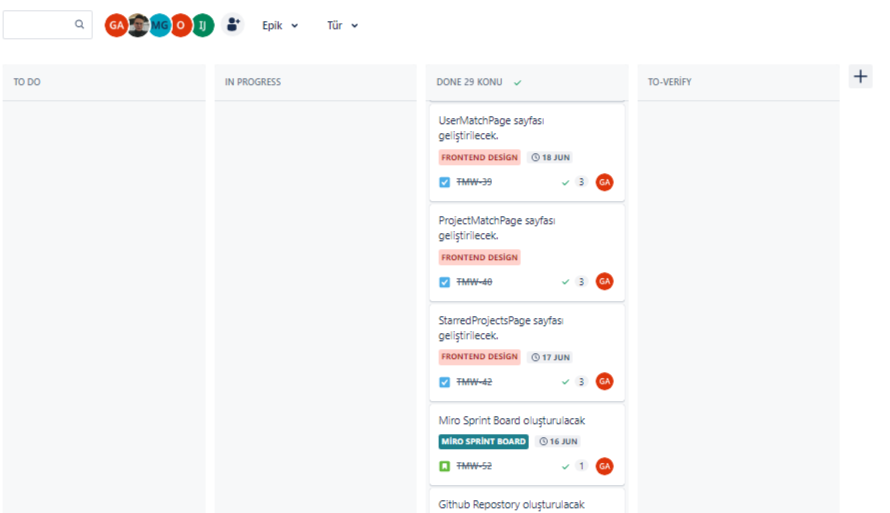 GA MG O IJ Epik Tür
TO DO
IN PROGRESS
DONE 29 KONU
TO-VERİFY
UserMatchPage sayfası
geliştirilecek.
FRONTEND DESİGN 18 JUN
TMW-39 3 GA
ProjectMatchPage sayfası
geliştirilecek.
FRONTEND DESİGN
TMW-40 3 GA
StarredProjectsPage sayfası
geliştirilecek.
FRONTEND DESİGN 17 JUN
TMW-42 3 GA
Miro Sprint Board oluşturulacak
MİRO SPRİNT BOARD 16 JUN
TMW-52 1 GA
Github Repostory oluşturulacak